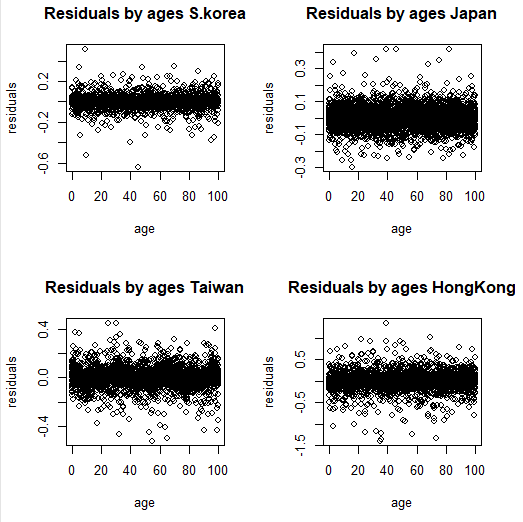 Residuals by ages S.korea
residuals
0.2
-0.2
-0.6
0 20 40 60 80 100
age
Residuals by ages Japan
residuals
0.3
0.1
-0.1
-0.3
0 20 40 60 80 100
age
Residuals by ages Taiwan
residuals
0.4
0.0
-0.4
0 20 40 60 80 100
age
Residuals by ages HongKong
residuals
0.5
-0.5
-1.5
0 20 40 60 80 100
age